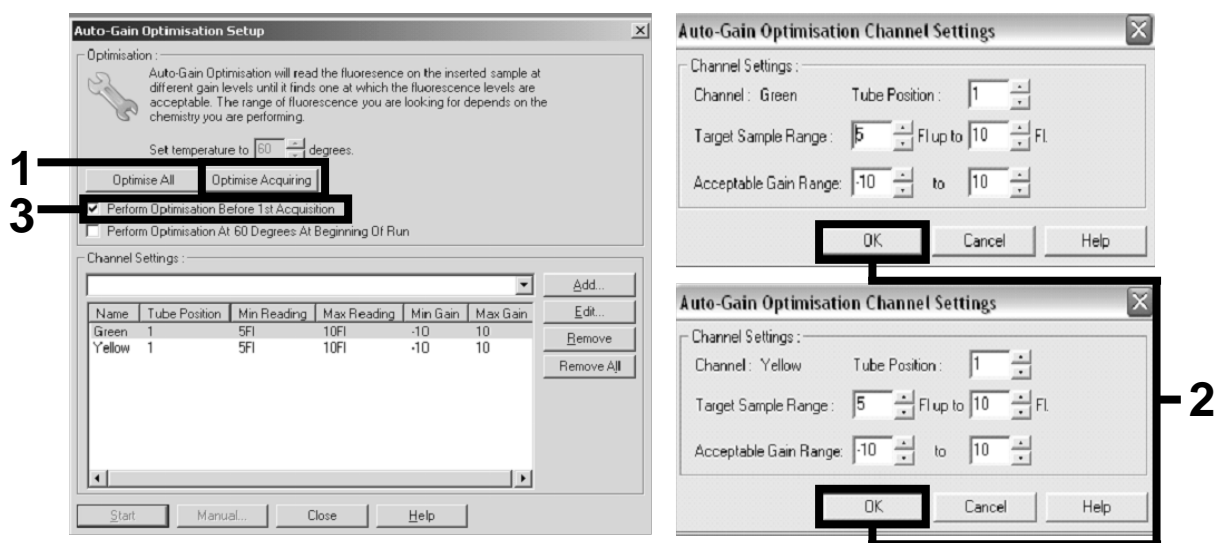 Auto-Gain Optimisation Setup
Optimisation :
Auto-Gain Optimisation will read the fluoresence on the inserted sample at
different gain levels until it finds one at which the fluorescence levels are
acceptable. The range of fluorescence you are looking for depends on the
chemistry you are performing.
Set temperature to 60 degrees.
1
Optimise All Optimise Acquiring
3
Perform Optimisation Before 1st Acquisition
Perform Optimisation At 60 Degrees At Beginning Of Run
Channel Settings :
Add...
Name Tube Position Min Reading Max Reading Min Gain Max Gain
Edit...
Green 1 5Fl 10Fl -10 10
Yellow 1 5Fl 10Fl -10 10
Remove
Remove All
Start Manual... Close Help
Auto-Gain Optimisation Channel Settings
Channel Settings :
Channel : Green Tube Position : 1
Target Sample Range : 5 Fl up to 10 Fl.
Acceptable Gain Range: -10 to 10
OK Cancel Help
Auto-Gain Optimisation Channel Settings
Channel Settings :
Channel : Yellow Tube Position : 1
Target Sample Range : 5 Fl up to 10 Fl.
Acceptable Gain Range: -10 to 10
OK Cancel Help
2